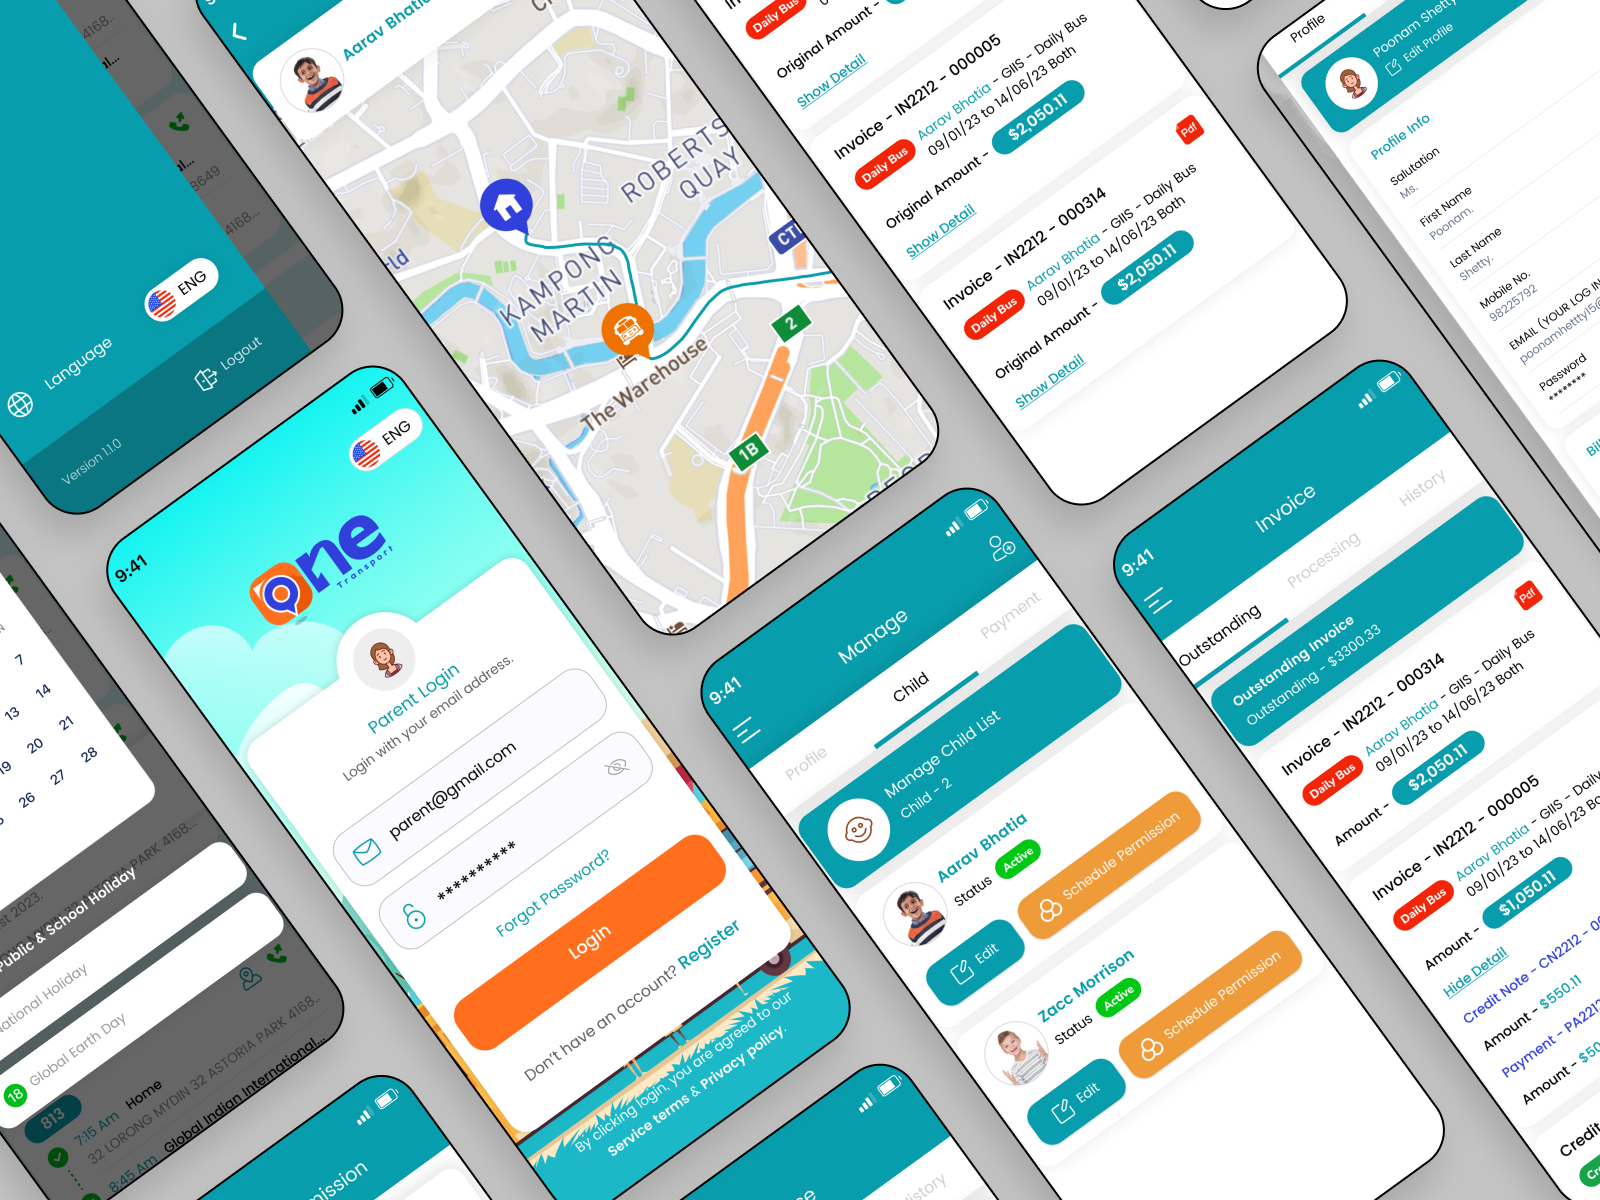 Language
ENG
Logout
Version 1.1.0
4168...
8649
4168...
Aarav Bhatia
ROBERTS
QUAY
KAMPONG
MARTIN
The Warehouse
2
1B
CTE
Daily Bus
Original Amount -
Show Detail
Invoice - IN2212 - 000005
Aarav Bhatia - GIIS - Daily Bus
Daily Bus
09/01/23 to 14/06/23 Both
Original Amount - $2,050.11
Show Detail
Pdf
Invoice - IN2212 - 000314
Aarav Bhatia - GIIS - Daily Bus
Daily Bus
09/01/23 to 14/06/23 Both
Original Amount - $2,050.11
Show Detail
Profile
Poonam Shetty
Edit Profile
Profile Info
Salutation
Ms.
First Name
Poonam.
Last Name
Shetty.
Mobile No.
98225792
EMAIL (YOUR LOG IN
poonamhettty15@
Password
********
7
13 14
19 20 21
26 27 28
Public & School Holiday
National Holiday
18 Global Earth Day
813
7:15 Am Home
32 LORONG MYDIN 32 ASTORIA PARK 4168...
8:45 Am Global Indian International...
9:41
ENG
One
Transport
Parent Login
Login with your email address.
parent@gmail.com
**********
Forgot Password?
Login
Don't have an account? Register
By clicking login, you are agreed to our
Service terms & Privacy policy.
9:41
Manage
Profile
Child
Payment
Manage Child List
Child - 2
Aarav Bhatia
Status Active
Edit
Schedule Permission
Zacc Morrison
Status Active
Edit
Schedule Permission
9:41
Invoice
Outstanding
Processing
History
Outstanding Invoice
Outstanding - $3300.33
Pdf
Invoice - IN2212 - 000314
Aarav Bhatia - GIIS - Daily Bus
Daily Bus
09/01/23 to 14/06/23 Both
Amount - $2,050.11
Invoice - IN2212 - 000005
Aarav Bhatia - GIIS - Daily
Daily Bus
09/01/23 to 14/06/23
Amount - $1,050.11
Hide Detail
Credit Note - CN2212 - 00
Amount - $550.11
Payment - PA2212
Amount - $50
Credit